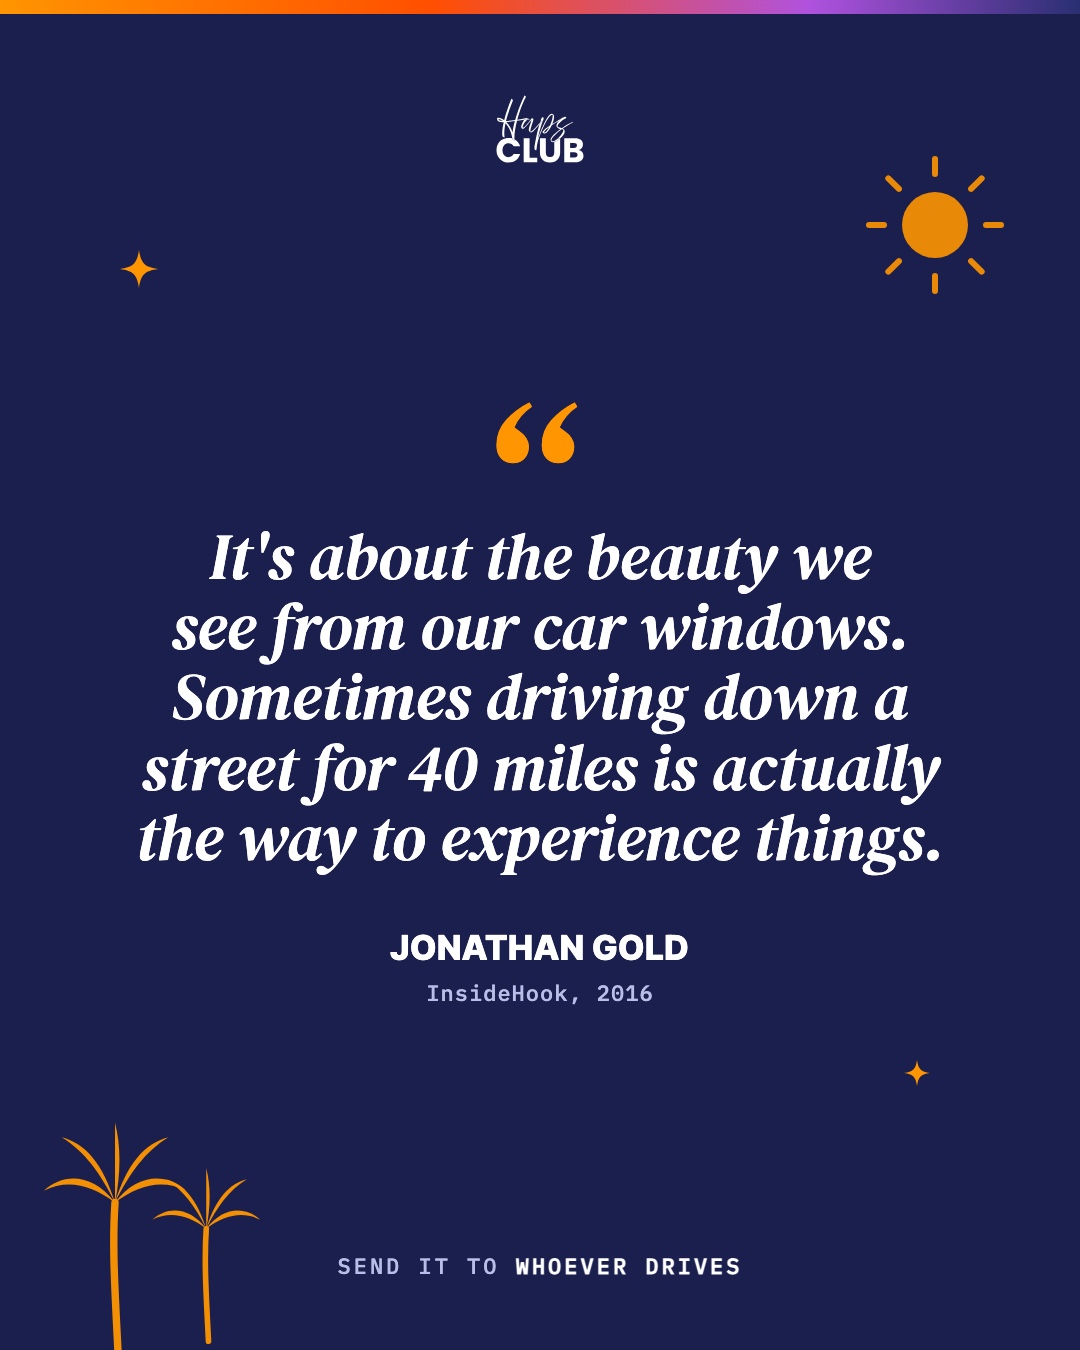 Haps
CLUB
“
It's about the beauty we
see from our car windows.
Sometimes driving down a
street for 40 miles is actually
the way to experience things.
JONATHAN GOLD
InsideHook, 2016
SEND IT TO WHOEVER DRIVES